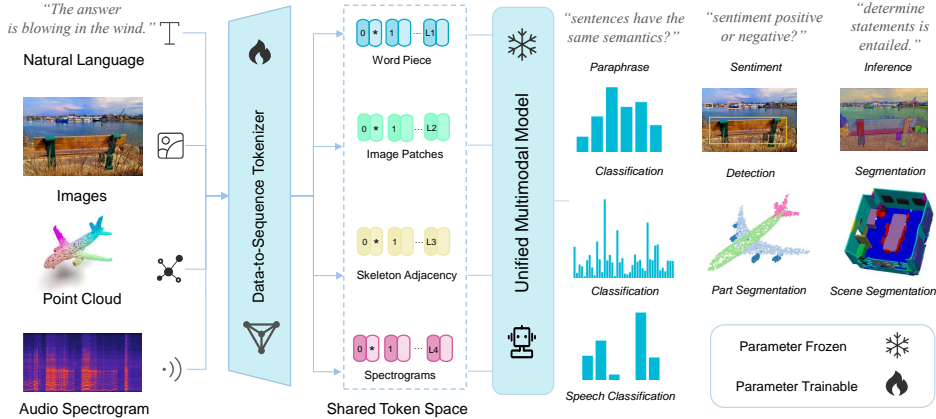 “The answer
is blowing in the wind.”
Natural Language
Images
Point Cloud
Audio Spectrogram
Data-to-Sequence Tokenizer
0 * 1 ... L1
Word Piece
0 * 1 ... L2
Image Patches
0 * 1 ... L3
Skeleton Adjacency
0 * 1 ... L4
Spectrograms
Shared Token Space
Unified Multimodal Model
“sentences have the
same semantics?”
Paraphrase
“sentiment positive
or negative?”
Sentiment
“determine
statements is
entailed.”
Inference
Classification
Detection
Segmentation
Classification
Part Segmentation
Scene Segmentation
Speech Classification
Parameter Frozen
Parameter Trainable